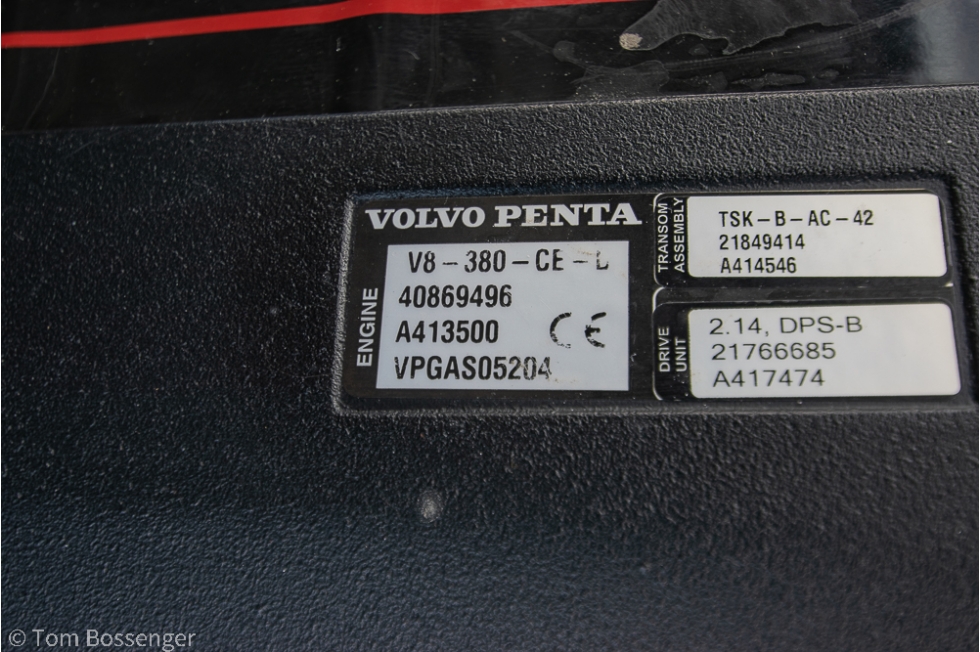 VOLVO PENTA
ENGINE
V8-380-CE-
40869496
A413500
VPGAS05204
CE
TRANSOM
ASSEMBLY
TSK-B-AC-42
21849414
A414546
DRIVE
UNIT
2.14, DPS-B
21766685
A417474
© Tom Bossenger